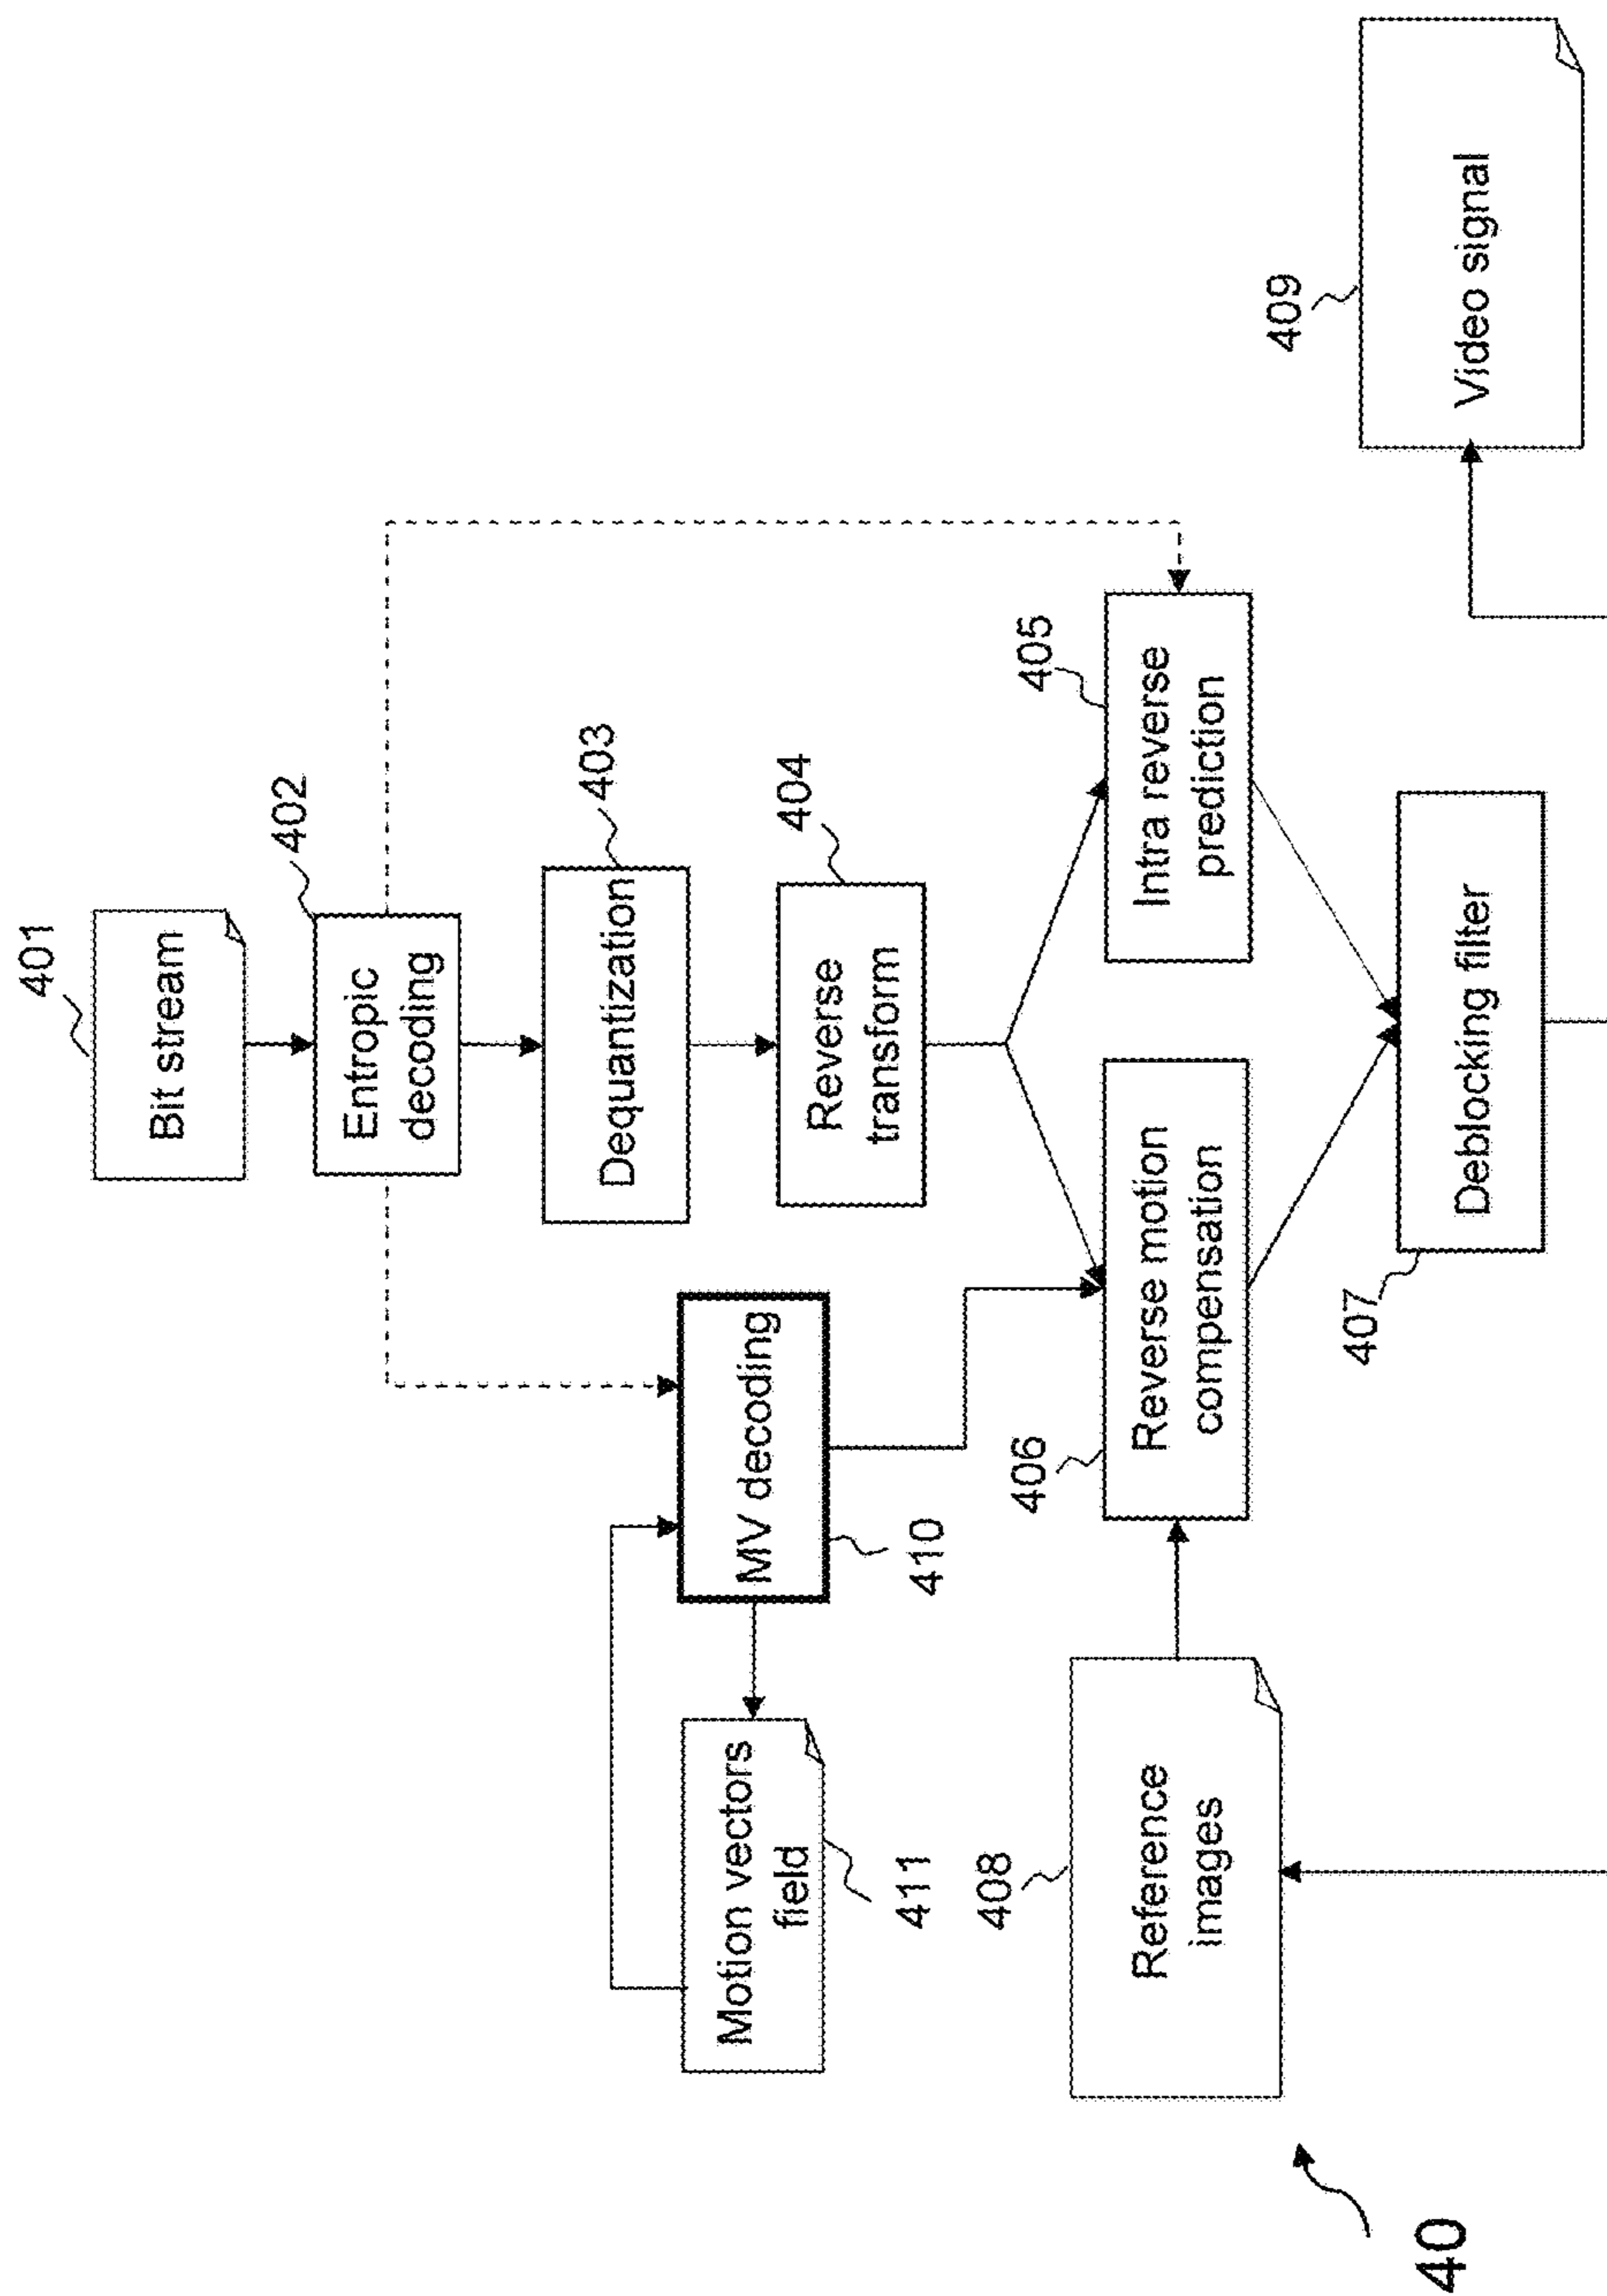 401
Bit stream
402
Entropic
decoding
403
Dequantization
404
Reverse
transform
405
Intra reverse
prediction
MV decoding
410
Motion vectors
field
411
406
Reverse motion
compensation
408
Reference
images
407
Deblocking filter
409
Video signal
40